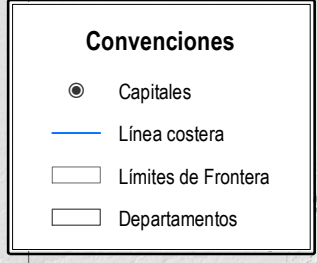 Convenciones
Capitales
Línea costera
Límites de Frontera
Departamentos